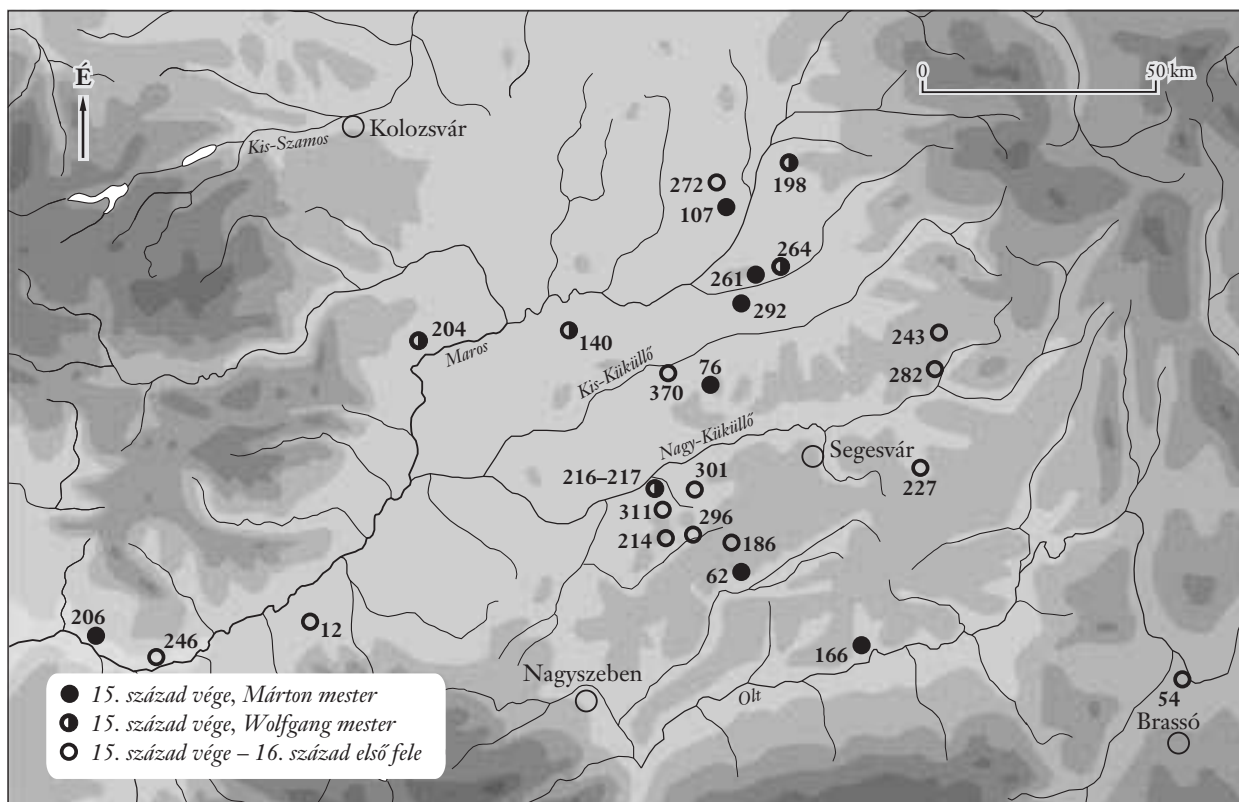 0
50 km
É
Kolozsvár
Kis-Szamos
198
272
107
264
261
292
204
140
Maros
243
282
Kis-Küküllő
370
76
Nagy-Küküllő
Segesvár
216–217
301
227
311
296
214
186
62
206
246
12
166
Nagyszeben
Olt
54
Brassó
15. század vége, Márton mester
15. század vége, Wolfgang mester
15. század vége – 16. század első fele